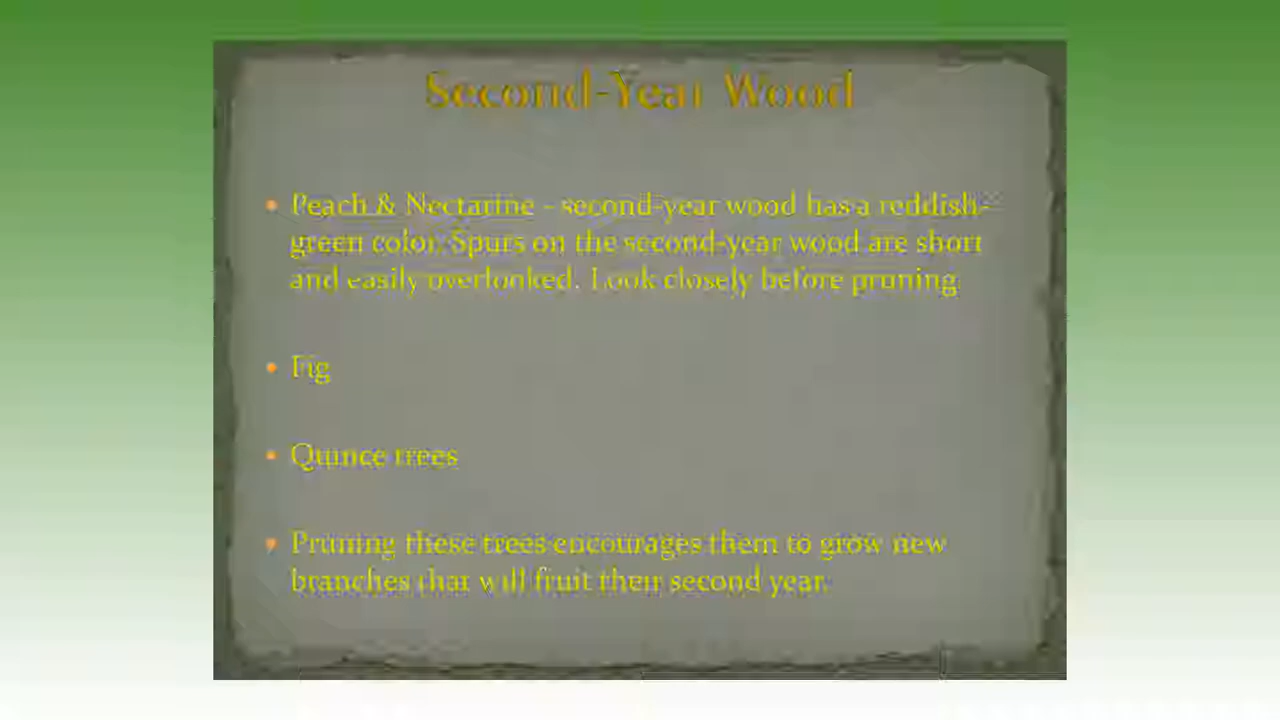 Second-Year Wood
• Peach & Nectarine - second-year wood has a reddish-
green color. Spurs on the second-year wood are short
and easily overlooked. Look closely before pruning
• Fig
• Quince trees
• Pruning these trees encourages them to grow new
branches that will fruit their second year.